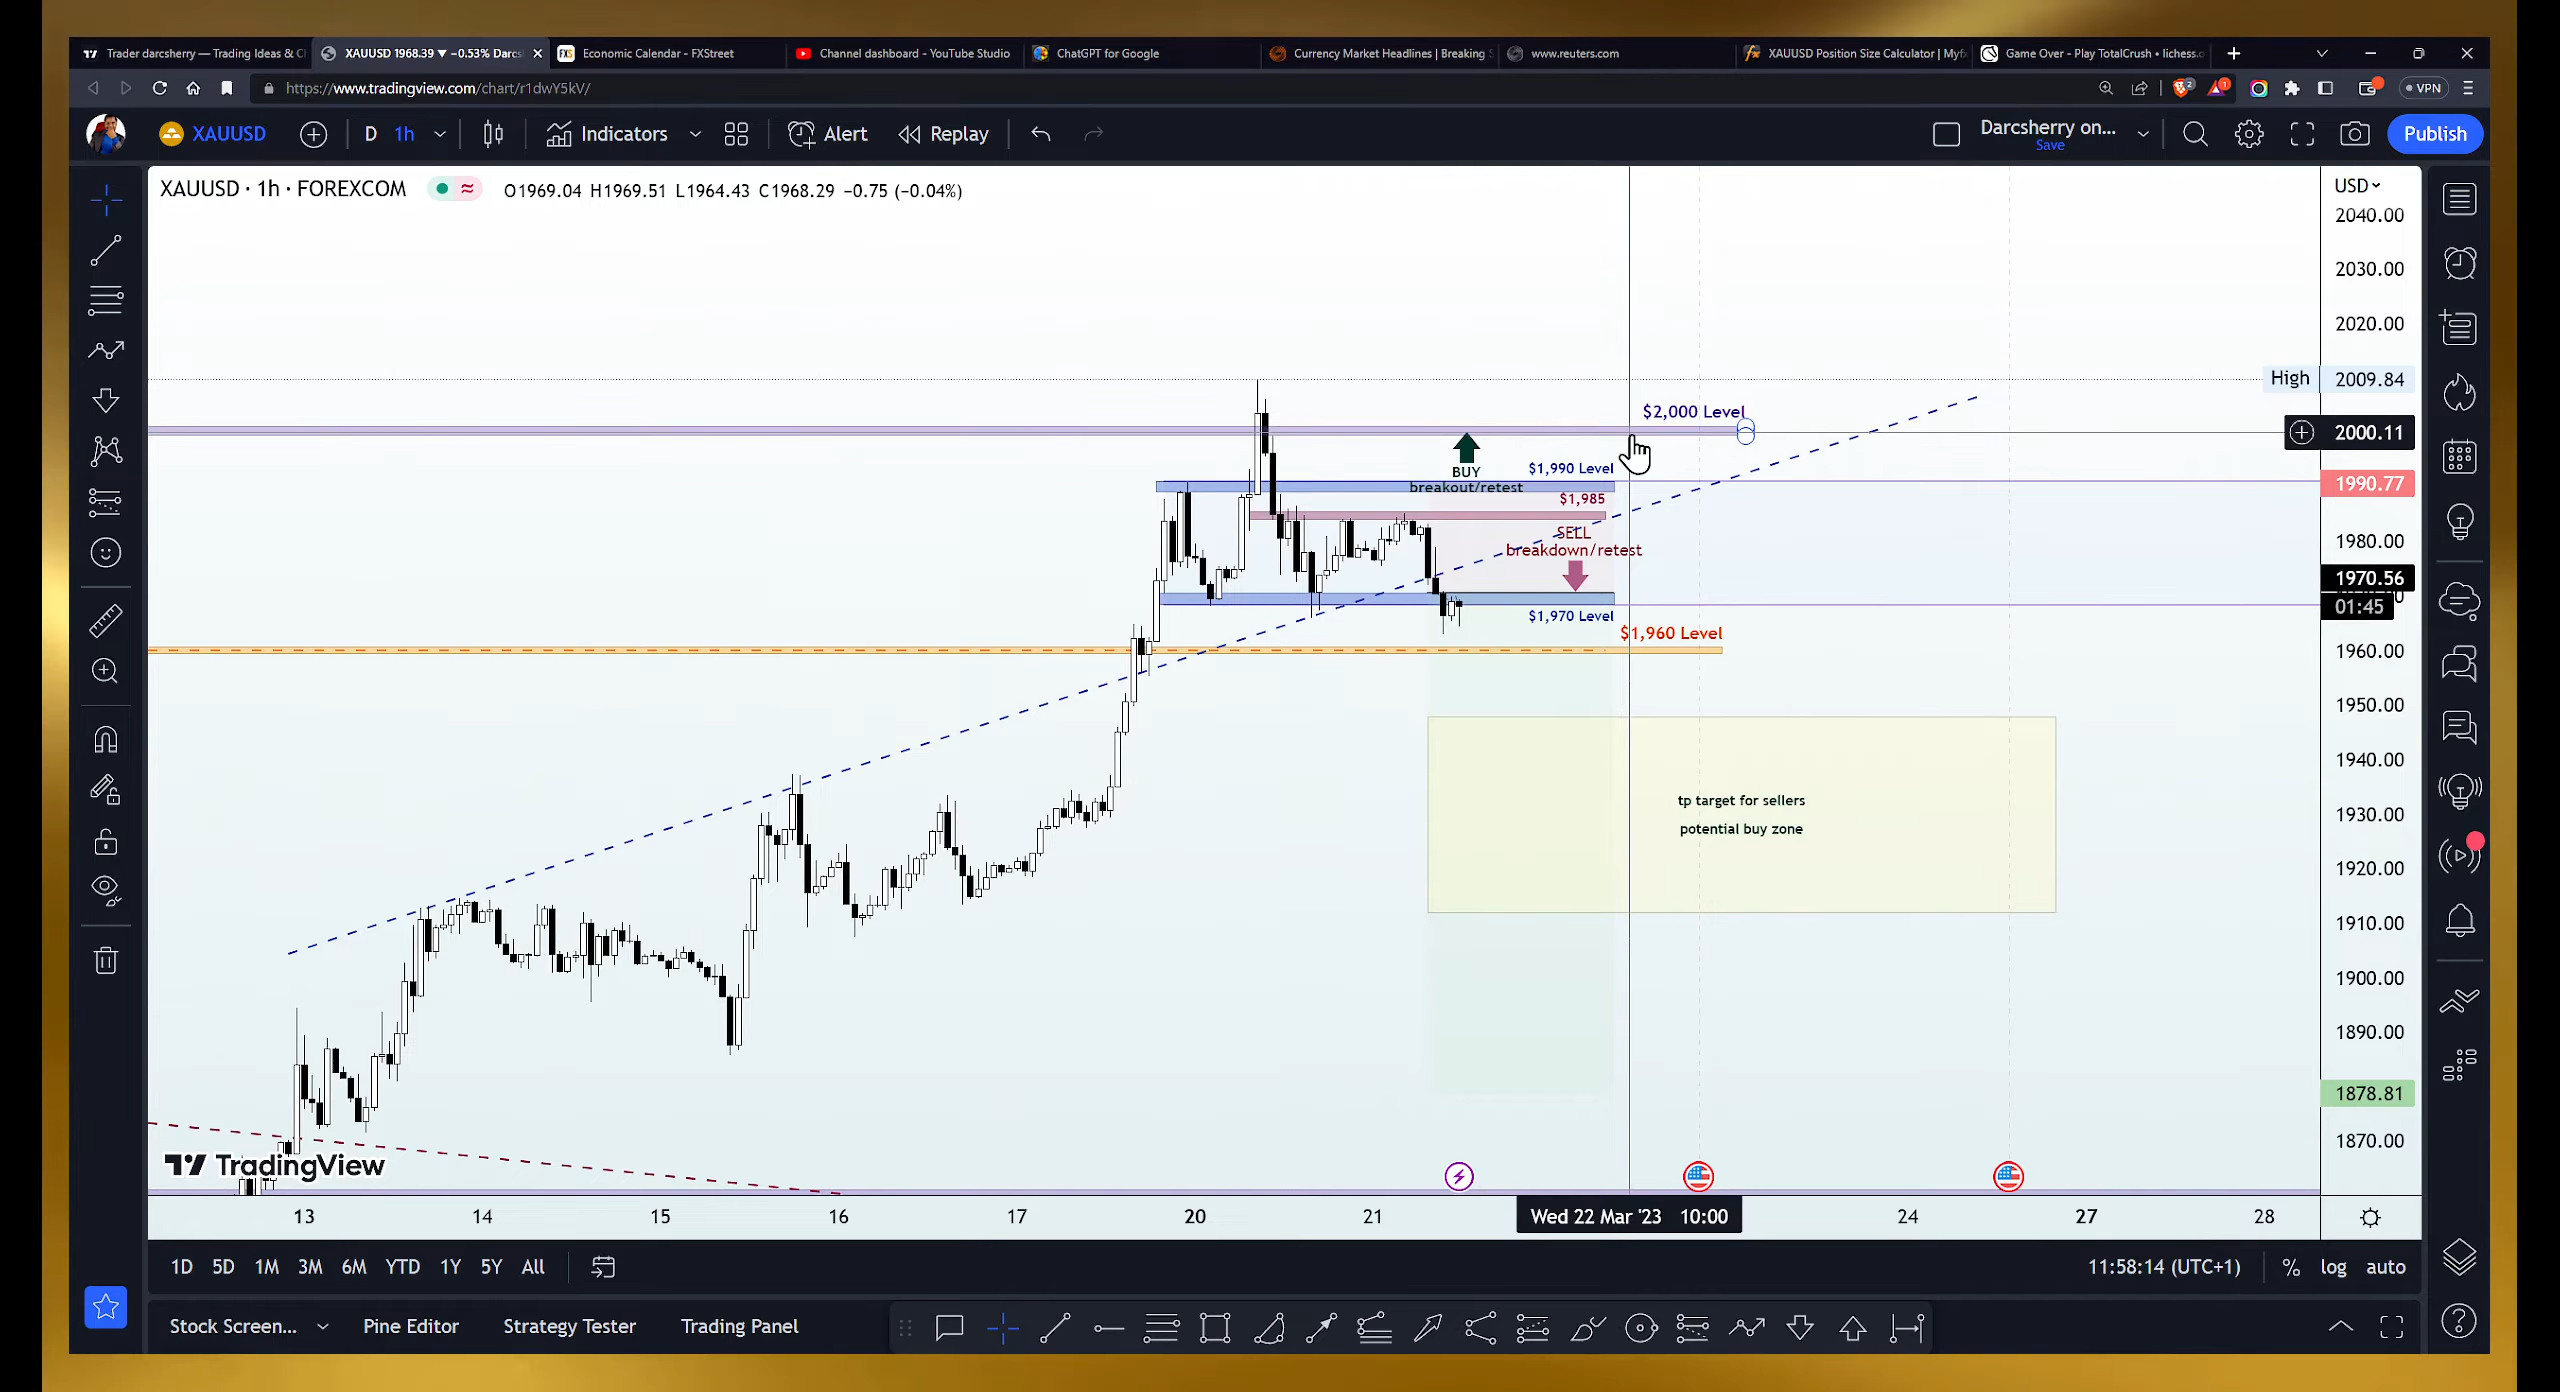 Trader darcsherry — Trading Ideas & C
XAUUSD 1968.39 ▼ −0.53% Darcs
Economic Calendar - FXStreet
Channel dashboard - YouTube Studio
ChatGPT for Google
Currency Market Headlines | Breaking
www.reuters.com
XAUUSD Position Size Calculator | Myf
Game Over - Play TotalCrush • lichess.o
https://www.tradingview.com/chart/r1dwY5kV/
VPN
XAUUSD
D
1h
Indicators
Alert
Replay
Darcsherry on...
Save
Publish
XAUUSD · 1h · FOREXCOM
O1969.04 H1969.51 L1964.43 C1968.29 −0.75 (−0.04%)
USD
2040.00
2030.00
2020.00
High 2009.84
$2,000 Level
2000.11
BUY
breakout/retest
$1,990 Level
1990.77
$1,985
SELL
breakdown/retest
1980.00
1970.56
01:45
$1,970 Level
$1,960 Level
1960.00
1950.00
1940.00
tp target for sellers
potential buy zone
1930.00
1920.00
1910.00
1900.00
1890.00
1878.81
1870.00
TradingView
13 14 15 16 17 20 21 Wed 22 Mar '23 10:00 24 27 28
1D 5D 1M 3M 6M YTD 1Y 5Y All
11:58:14 (UTC+1)
% log auto
Stock Screen...
Pine Editor
Strategy Tester
Trading Panel